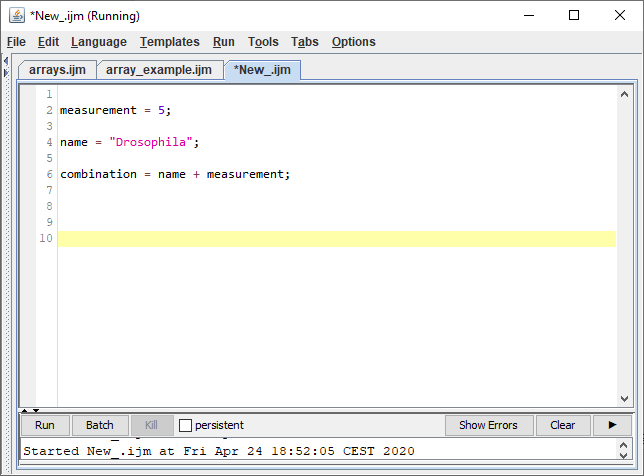 *New_.ijm (Running)
File Edit Language Templates Run Tools Tabs Options
arrays.ijm array_example.ijm *New_.ijm
1
2 measurement = 5;
3
4 name = "Drosophila";
5
6 combination = name + measurement;
7
8
9
10
Run Batch Kill persistent Show Errors Clear
Started New_.ijm at Fri Apr 24 18:52:05 CEST 2020